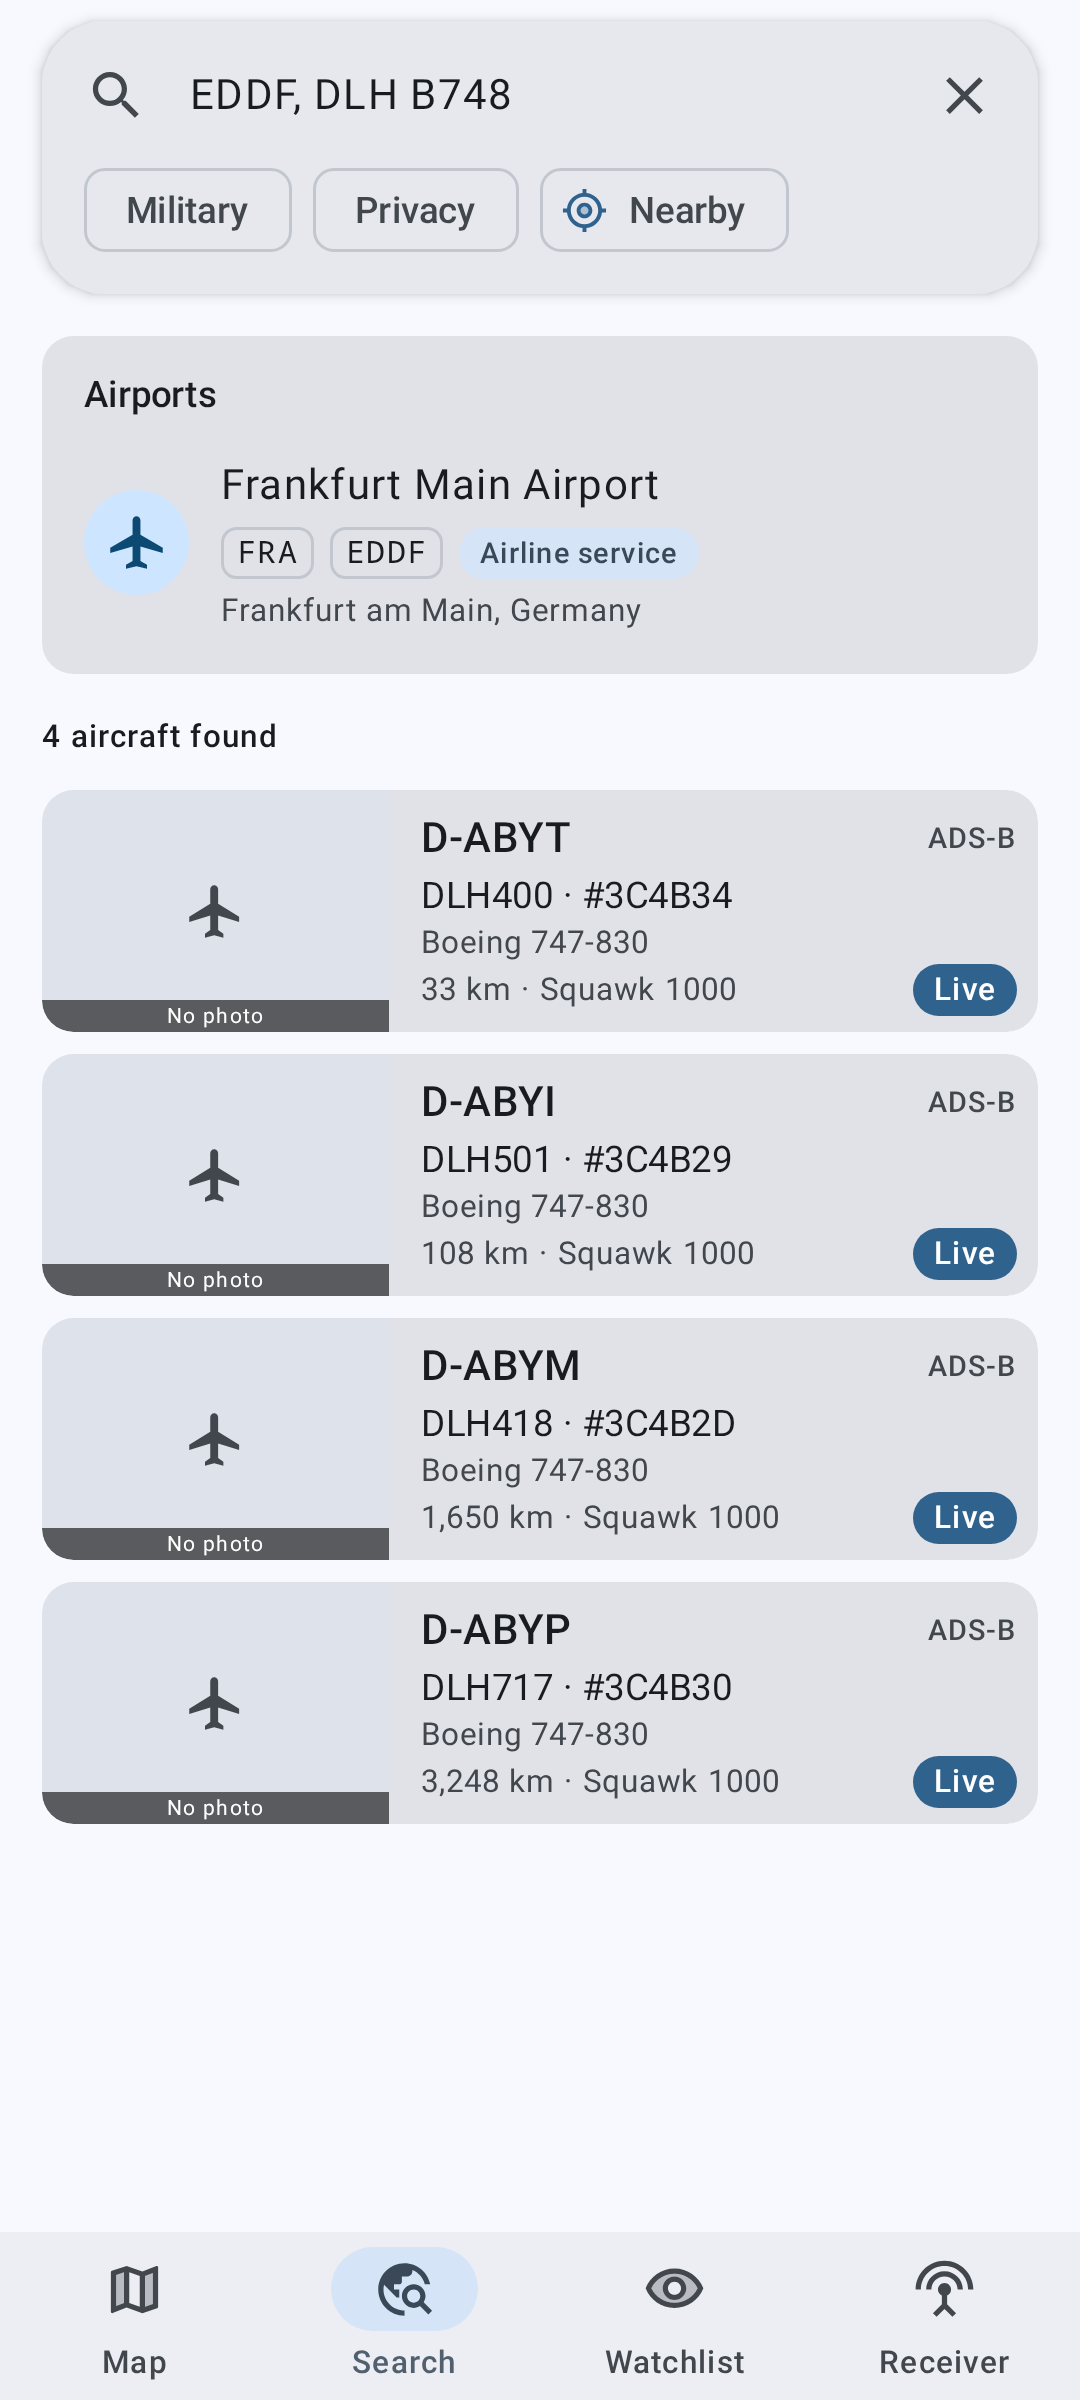 EDDF, DLH B748
Military
Privacy
Nearby
Airports
Frankfurt Main Airport
FRA
EDDF
Airline service
Frankfurt am Main, Germany
4 aircraft found
D-ABYT
ADS-B
DLH400 · #3C4B34
Boeing 747-830
33 km · Squawk 1000
Live
No photo
D-ABYI
ADS-B
DLH501 · #3C4B29
Boeing 747-830
108 km · Squawk 1000
Live
No photo
D-ABYM
ADS-B
DLH418 · #3C4B2D
Boeing 747-830
1,650 km · Squawk 1000
Live
No photo
D-ABYP
ADS-B
DLH717 · #3C4B30
Boeing 747-830
3,248 km · Squawk 1000
Live
No photo
Map
Search
Watchlist
Receiver